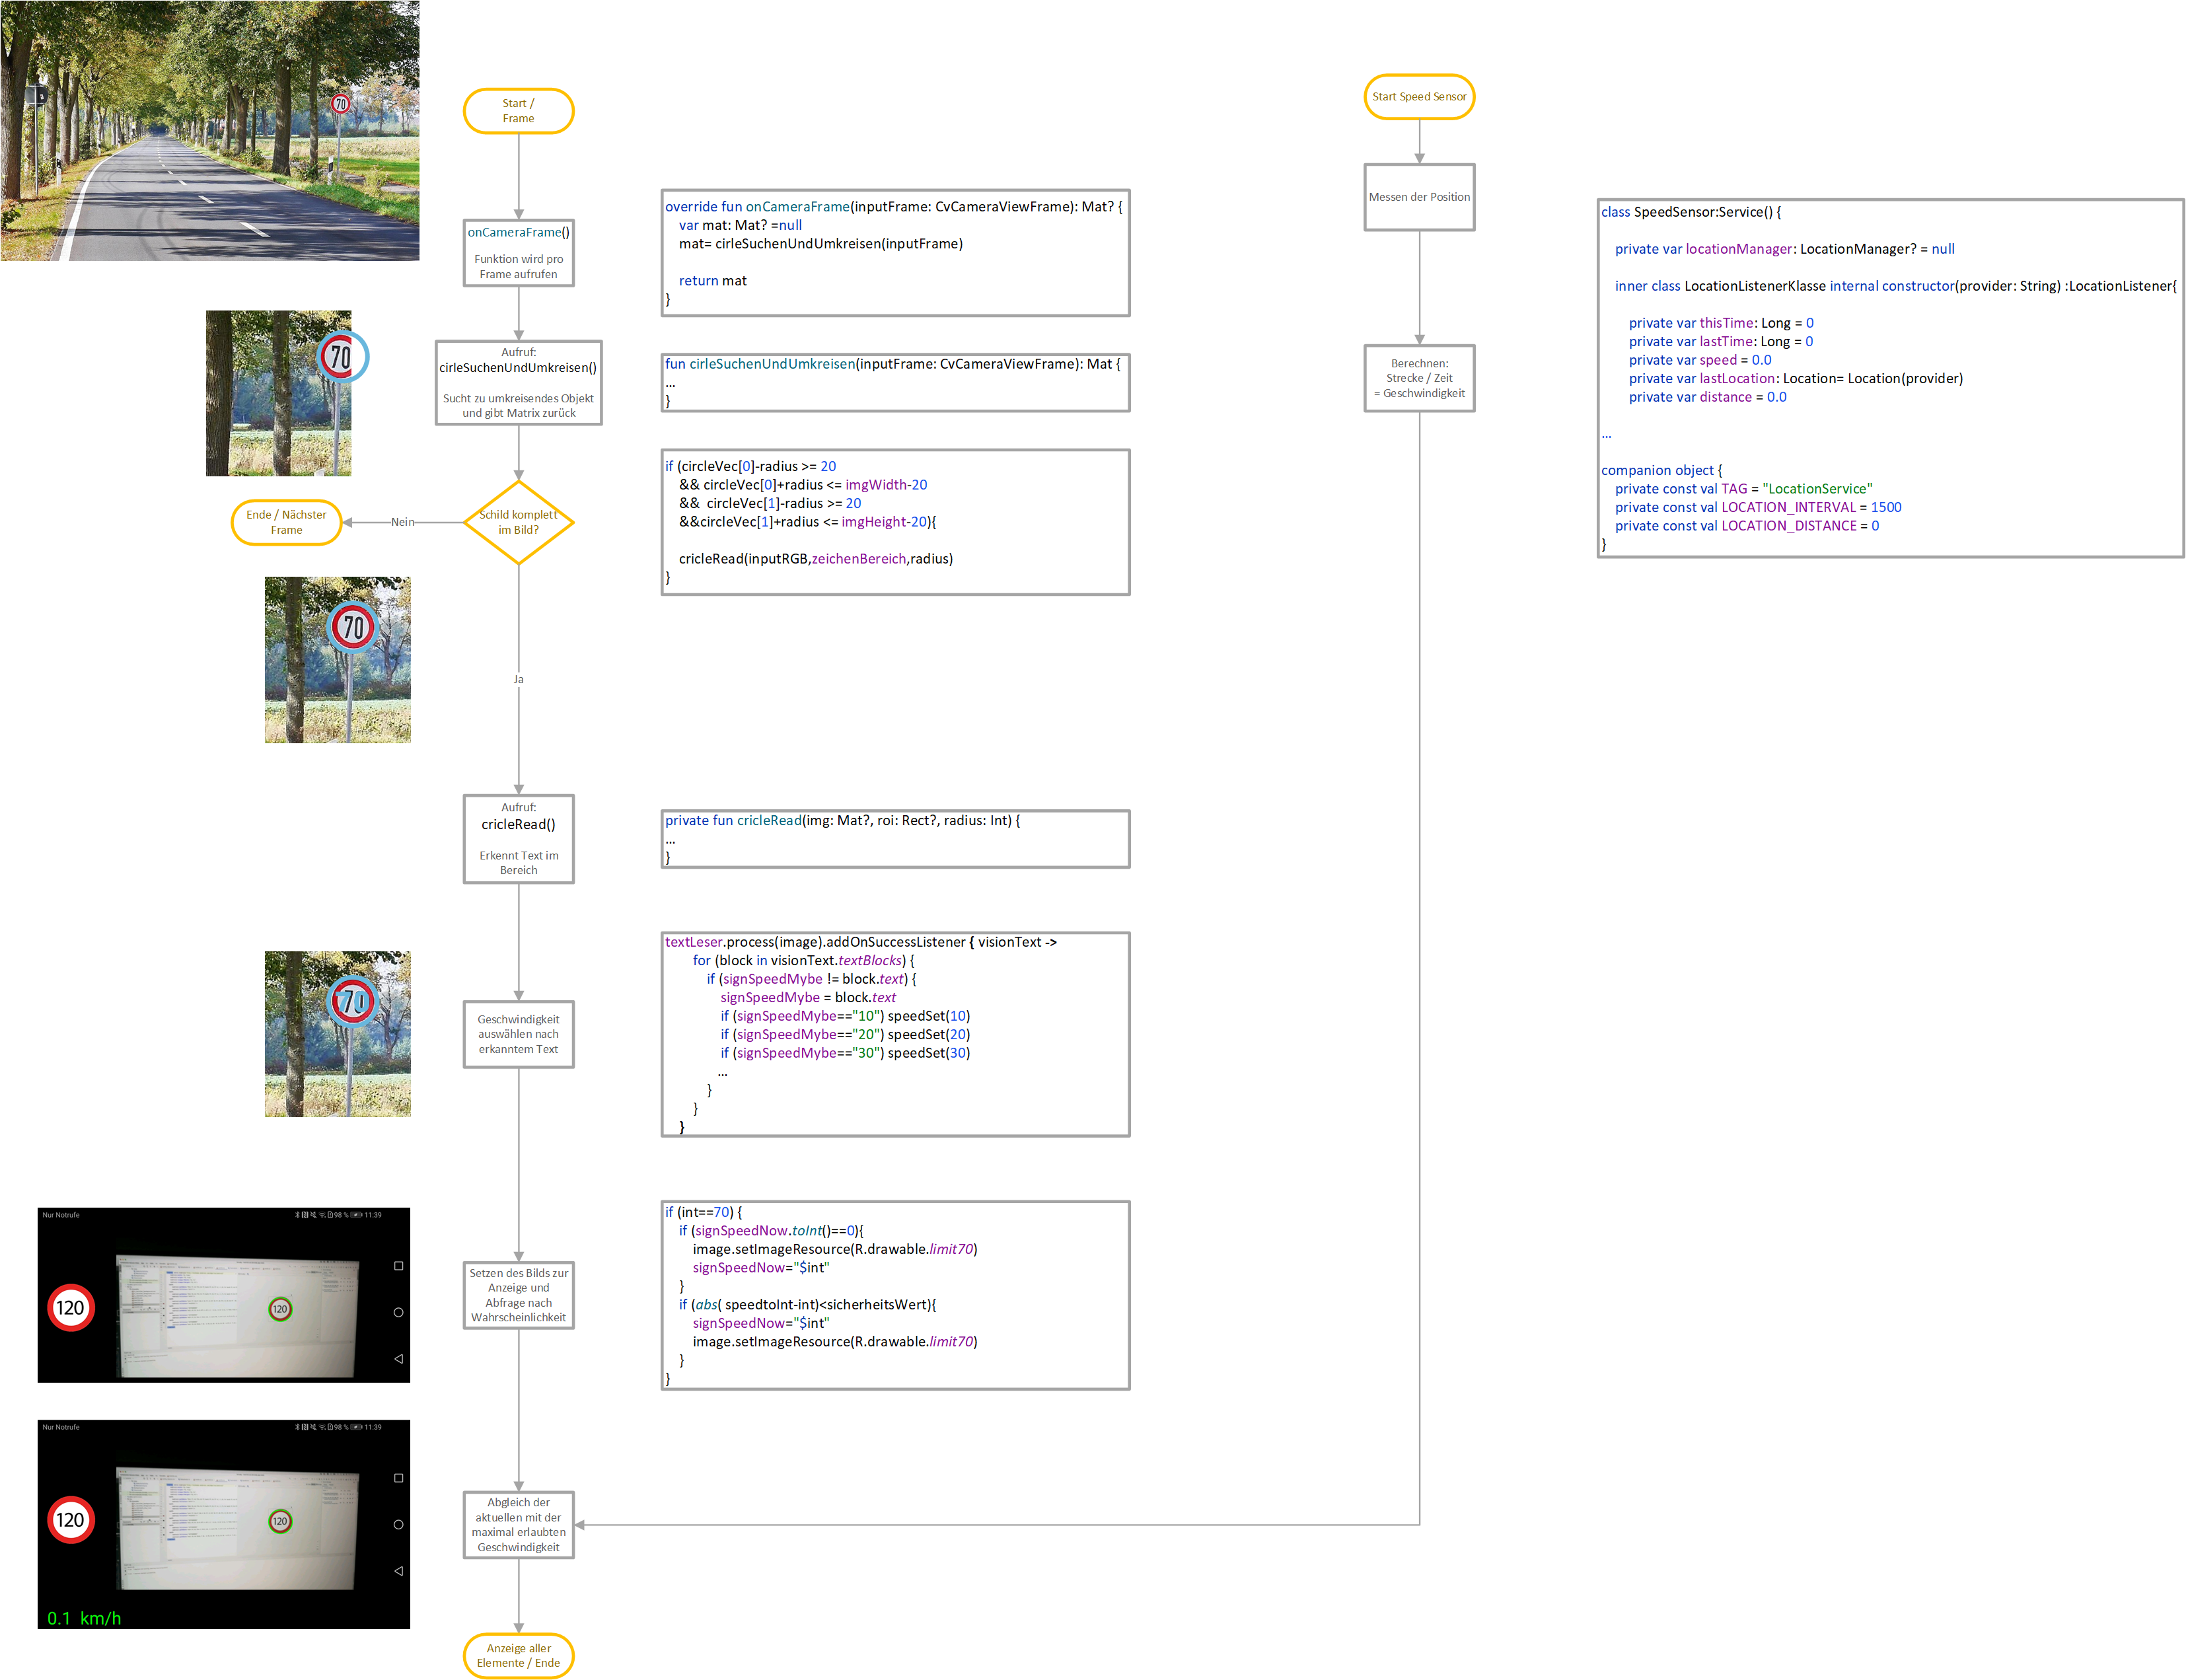 70
Start /
Frame
onCameraFrame()
Funktion wird pro
Frame aufrufen
override fun onCameraFrame(inputFrame: CvCameraViewFrame): Mat? {
var mat: Mat? =null
mat= cirleSuchenUndUmkreisen(inputFrame)
return mat
}
70
Aufruf:
cirleSuchenUndUmkreisen()
Sucht zu umkreisendes Objekt
und gibt Matrix zurück
fun cirleSuchenUndUmkreisen(inputFrame: CvCameraViewFrame): Mat {
...
}
Schild komplett
im Bild?
Nein
Ende / Nächster
Frame
if (circleVec[0]-radius >= 20
&& circleVec[0]+radius <= imgWidth-20
&&  circleVec[1]-radius >= 20
&&circleVec[1]+radius <= imgHeight-20){
cricleRead(inputRGB,zeichenBereich,radius)
}
70
Ja
Aufruf:
cricleRead()
Erkennt Text im
Bereich
private fun cricleRead(img: Mat?, roi: Rect?, radius: Int) {
...
}
70
Geschwindigkeit
auswählen nach
erkanntem Text
textLeser.process(image).addOnSuccessListener { visionText ->
for (block in visionText.textBlocks) {
if (signSpeedMybe != block.text) {
signSpeedMybe = block.text
if (signSpeedMybe=="10") speedSet(10)
if (signSpeedMybe=="20") speedSet(20)
if (signSpeedMybe=="30") speedSet(30)
...
}
}
}
Nur Notrufe
98 %
11:39
120
120
Setzen des Bilds zur
Anzeige und
Abfrage nach
Wahrscheinlichkeit
if (int==70) {
if (signSpeedNow.toInt()==0){
image.setImageResource(R.drawable.limit70)
signSpeedNow="$int"
}
if (abs( speedtoInt-int)<sicherheitsWert){
signSpeedNow="$int"
image.setImageResource(R.drawable.limit70)
}
}
Nur Notrufe
98 %
11:39
120
120
0.1 km/h
Abgleich der
aktuellen mit der
maximal erlaubten
Geschwindigkeit
Anzeige aller
Elemente / Ende
Start Speed Sensor
Messen der Position
Berechnen:
Strecke / Zeit
= Geschwindigkeit
class SpeedSensor:Service() {
private var locationManager: LocationManager? = null
inner class LocationListenerKlasse internal constructor(provider: String) :LocationListener{
private var thisTime: Long = 0
private var lastTime: Long = 0
private var speed = 0.0
private var lastLocation: Location= Location(provider)
private var distance = 0.0
...
companion object {
private const val TAG = "LocationService"
private const val LOCATION_INTERVAL = 1500
private const val LOCATION_DISTANCE = 0
}